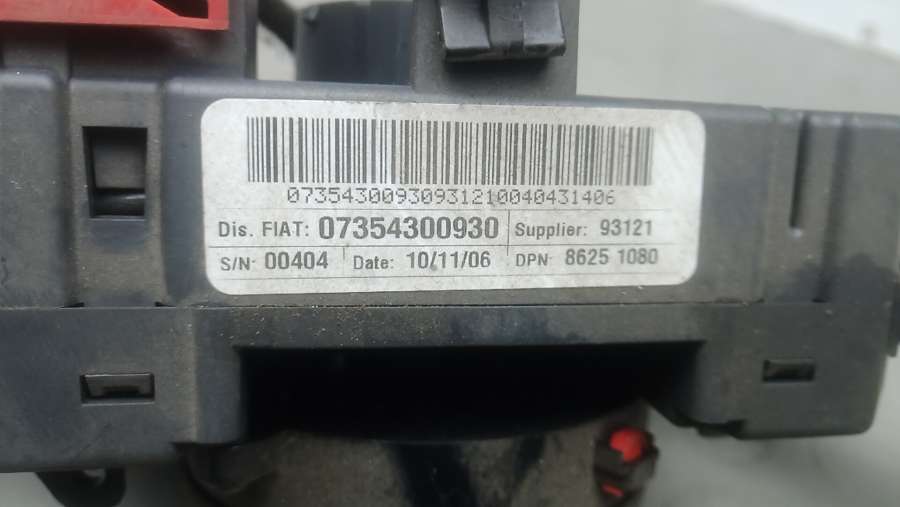 07354300930931210040431406
Dis. FIAT: 07354300930 Supplier: 93121
S/N: 00404 Date: 10/11/06 DPN: 8625 1080